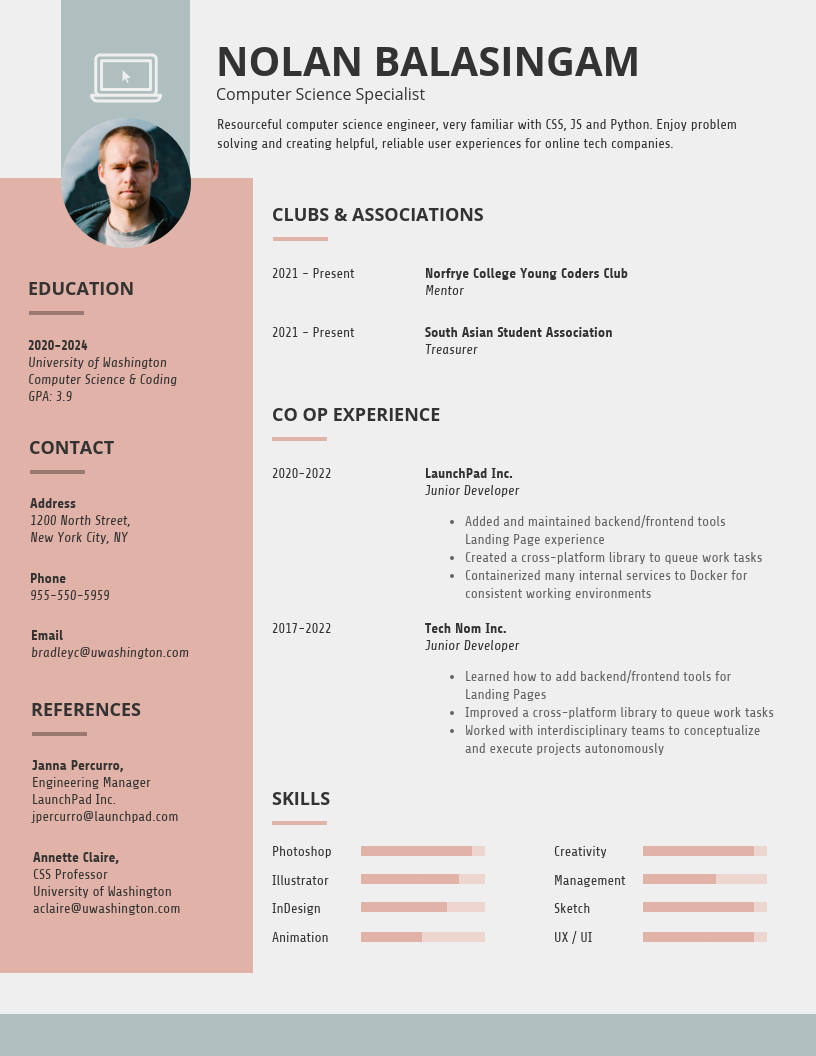 NOLAN BALASINGAM
Computer Science Specialist
Resourceful computer science engineer, very familiar with CSS, JS and Python. Enjoy problem
solving and creating helpful, reliable user experiences for online tech companies.
EDUCATION
2020-2024
University of Washington
Computer Science & Coding
GPA: 3.9
CONTACT
Address
1200 North Street,
New York City, NY
Phone
955-550-5959
Email
bradleyc@uwashington.com
REFERENCES
Janna Percurro,
Engineering Manager
LaunchPad Inc.
jpercurro@launchpad.com
Annette Claire,
CSS Professor
University of Washington
aclaire@uwashington.com
CLUBS & ASSOCIATIONS
2021 - Present
Norfrye College Young Coders Club
Mentor
2021 - Present
South Asian Student Association
Treasurer
CO OP EXPERIENCE
2020-2022
LaunchPad Inc.
Junior Developer
• Added and maintained backend/frontend tools
Landing Page experience
• Created a cross-platform library to queue work tasks
• Containerized many internal services to Docker for
consistent working environments
2017-2022
Tech Nom Inc.
Junior Developer
• Learned how to add backend/frontend tools for
Landing Pages
• Improved a cross-platform library to queue work tasks
• Worked with interdisciplinary teams to conceptualize
and execute projects autonomously
SKILLS
Photoshop
Illustrator
InDesign
Animation
Creativity
Management
Sketch
UX / UI